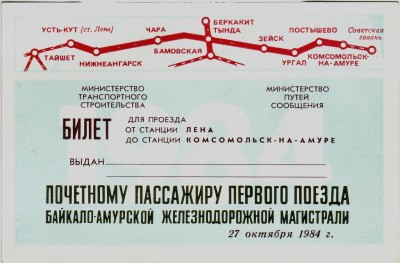 БЕРКАКИТ
УСТЬ-КУТ (ст. Лена) ЧАРА ТЫНДА ПОСТЫШЕВО Советская гавань
ЗЕЙСК
ТАЙШЕТ НИЖНЕАНГАРСК БАМОВСКАЯ УРГАЛ КОМСОМОЛЬСК-НА-АМУРЕ
МИНИСТЕРСТВО ТРАНСПОРТНОГО СТРОИТЕЛЬСТВА
МИНИСТЕРСТВО ПУТЕЙ СООБЩЕНИЯ
1984
БИЛЕТ
ДЛЯ ПРОЕЗДА
ОТ СТАНЦИИ ЛЕНА
ДО СТАНЦИИ КОМСОМОЛЬСК-НА-АМУРЕ
ВЫДАН
ПОЧЕТНОМУ ПАССАЖИРУ ПЕРВОГО ПОЕЗДА
БАЙКАЛО-АМУРСКОЙ ЖЕЛЕЗНОДОРОЖНОЙ МАГИСТРАЛИ
27 октября 1984 г.